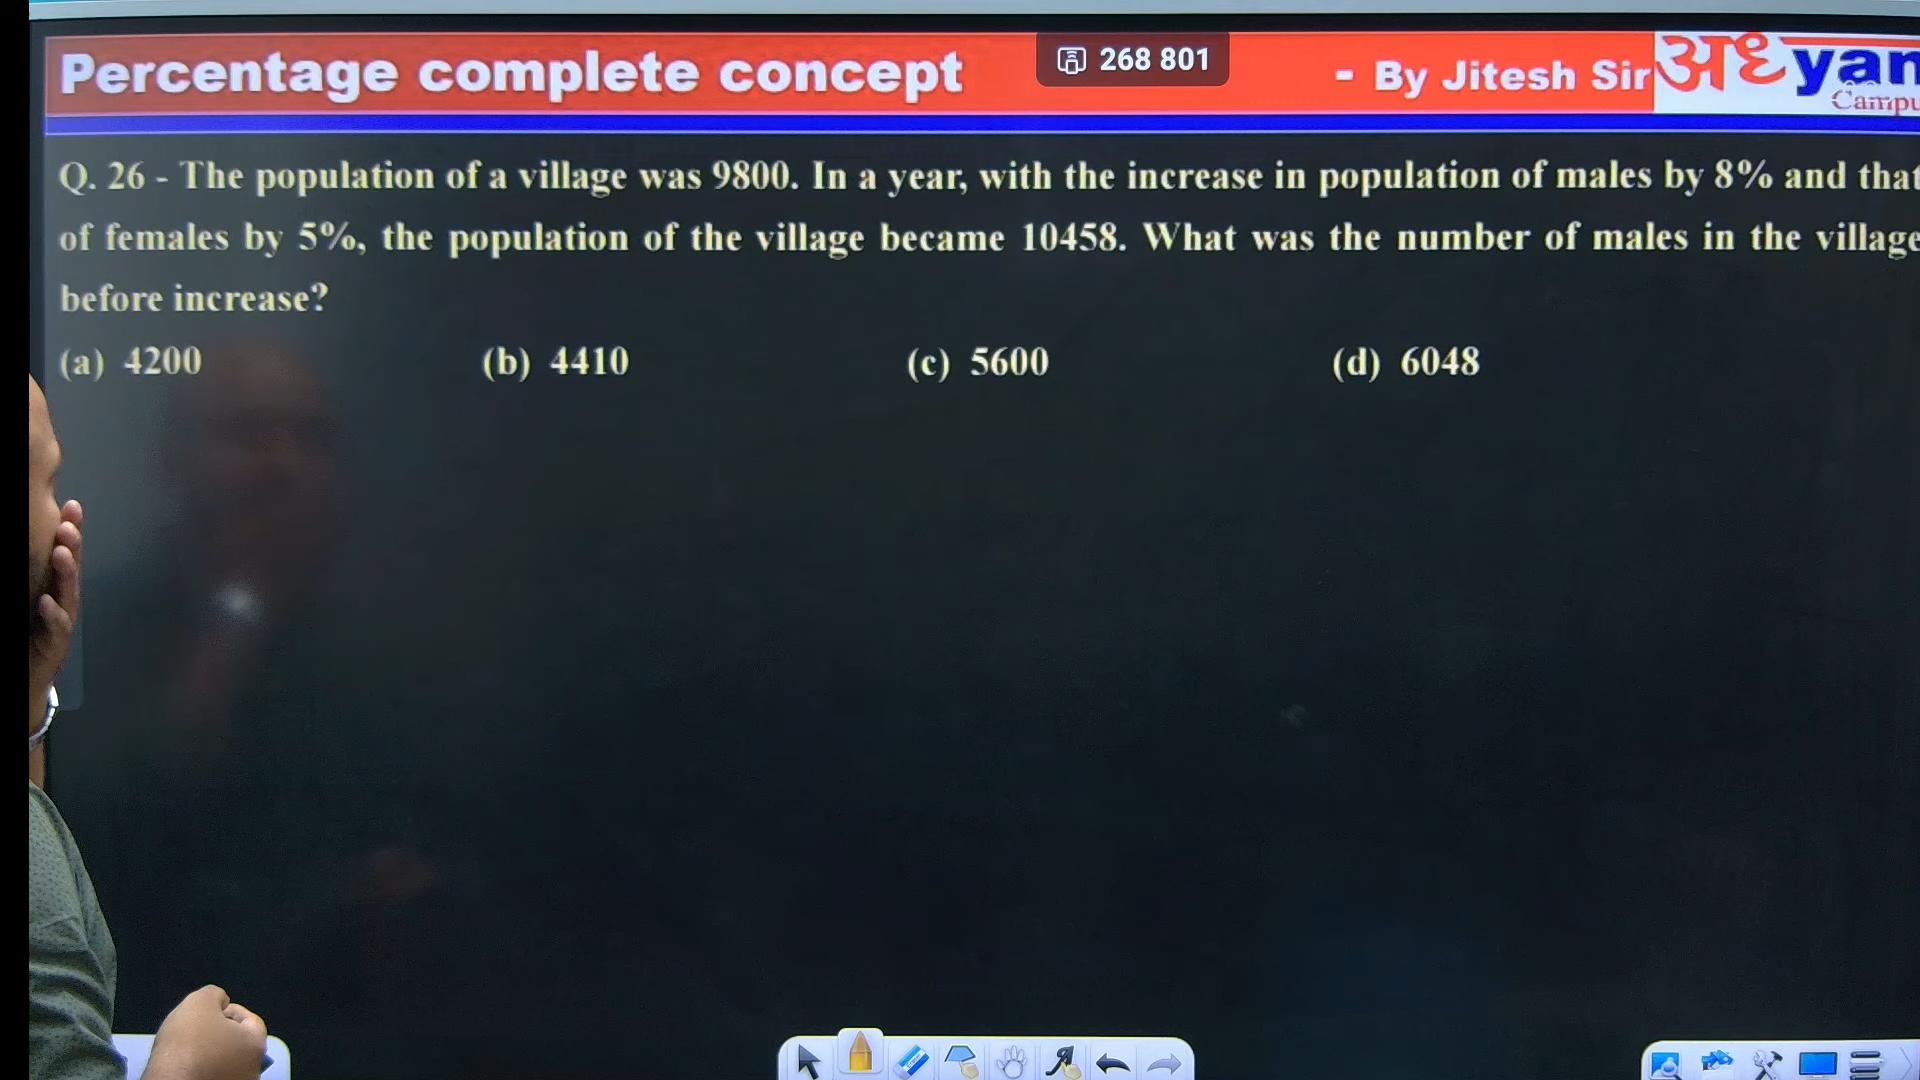 Percentage complete concept
268 801
- By Jitesh Sir
अध्yan
Campu
Q. 26 - The population of a village was 9800. In a year, with the increase in population of males by 8% and that
of females by 5%, the population of the village became 10458. What was the number of males in the village
before increase?
(a) 4200 (b) 4410 (c) 5600 (d) 6048